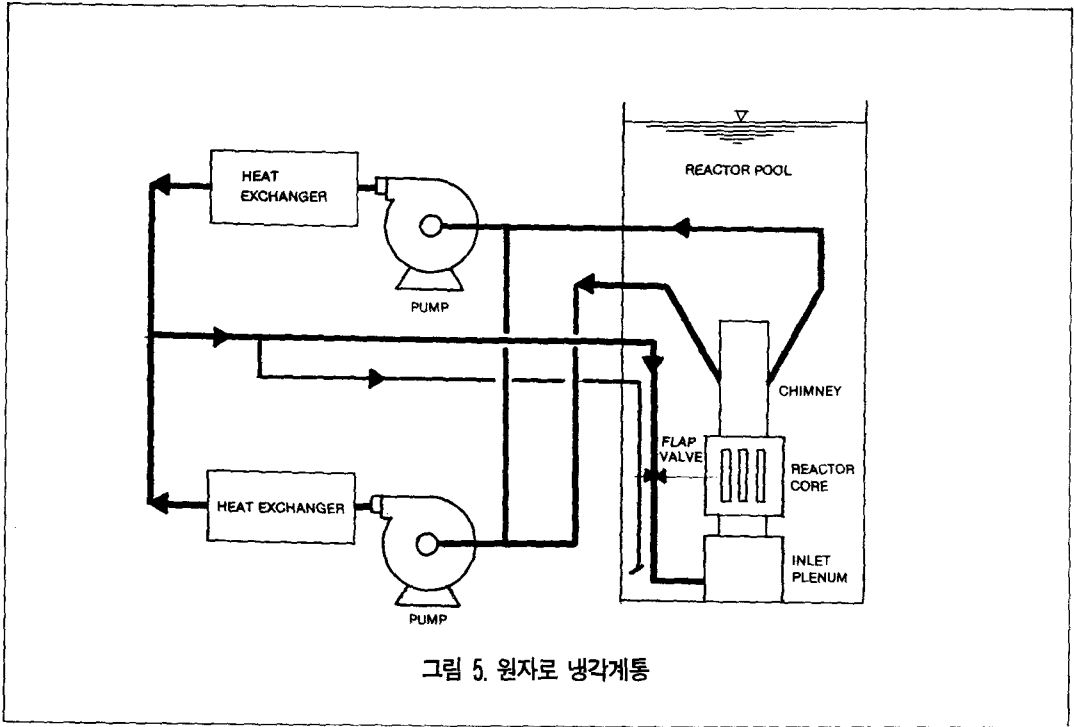 REACTOR POOL
HEAT
EXCHANGER
PUMP
CHIMNEY
FLAP
VALVE
REACTOR
CORE
HEAT EXCHANGER
INLET
PLENUM
PUMP
그림 5. 원자로 냉각계통